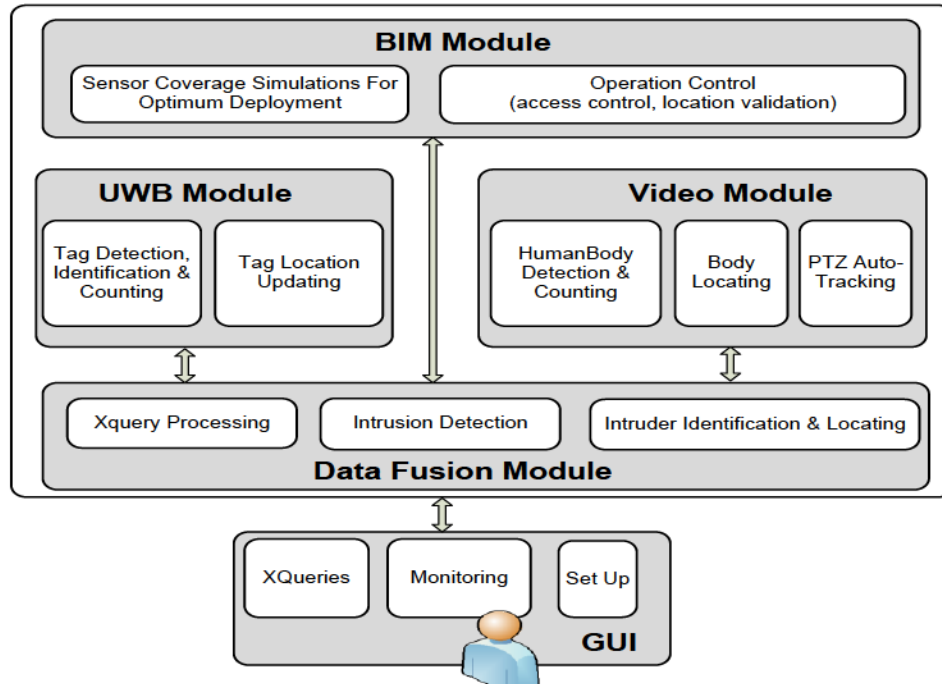 BIM Module
Sensor Coverage Simulations For
Optimum Deployment
Operation Control
(access control, location validation)
UWB Module
Tag Detection,
Identification &
Counting
Tag Location
Updating
Video Module
HumanBody
Detection &
Counting
Body
Locating
PTZ Auto-
Tracking
Xquery Processing
Intrusion Detection
Intruder Identification & Locating
Data Fusion Module
XQueries
Monitoring
Set Up
GUI